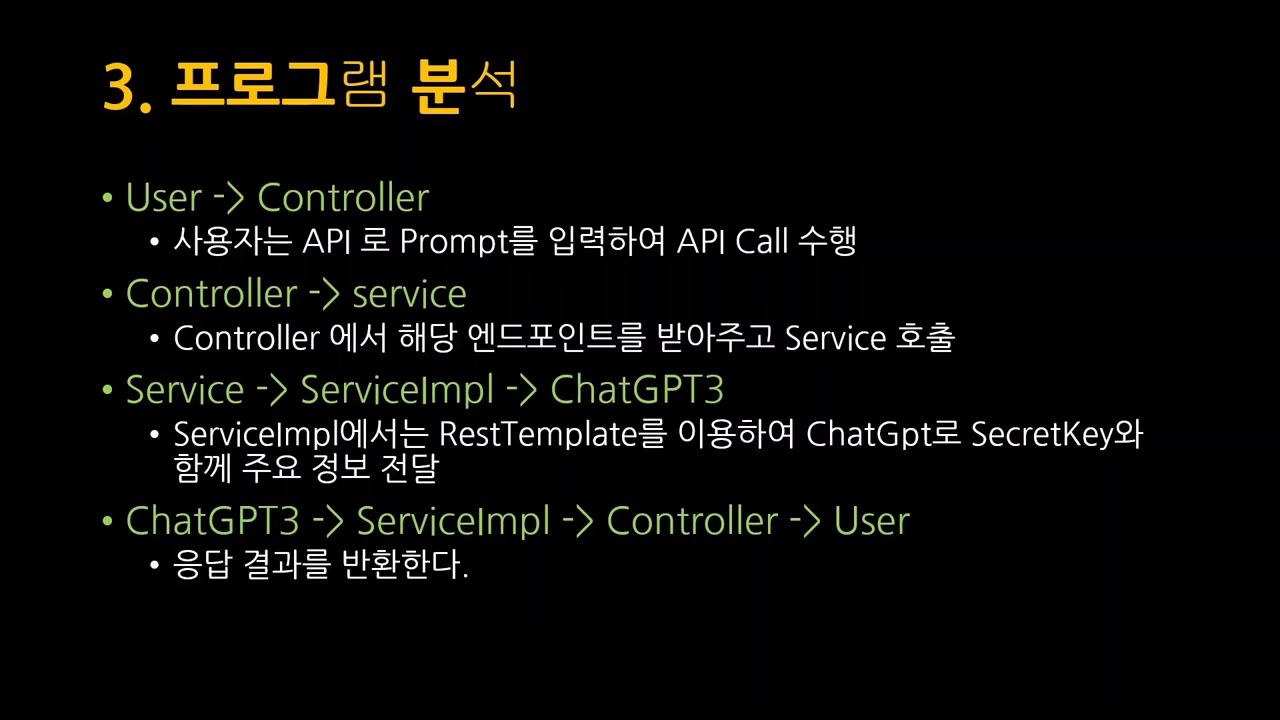 3. 프로그램 분석
• User -> Controller
• 사용자는 API 로 Prompt를 입력하여 API Call 수행
• Controller -> service
• Controller 에서 해당 엔드포인트를 받아주고 Service 호출
• Service -> ServiceImpl -> ChatGPT3
• ServiceImpl에서는 RestTemplate를 이용하여 ChatGpt로 SecretKey와
함께 주요 정보 전달
• ChatGPT3 -> ServiceImpl -> Controller -> User
• 응답 결과를 반환한다.